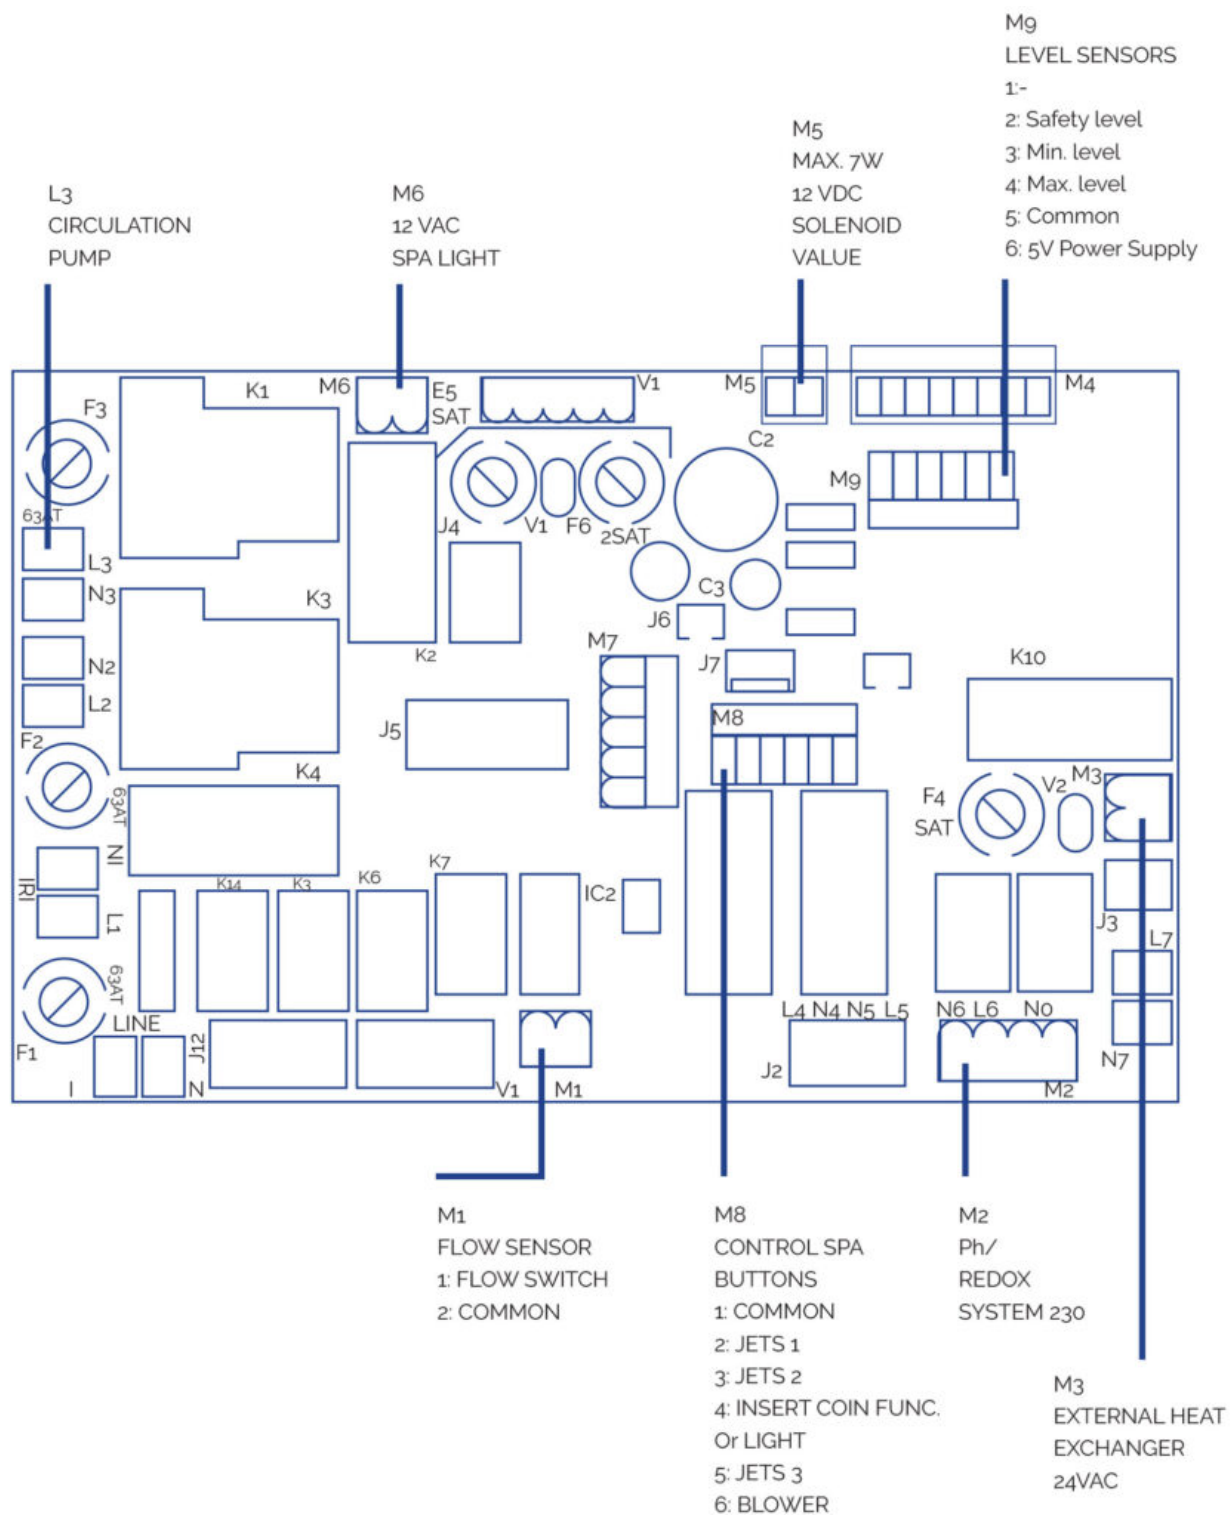 M9
LEVEL SENSORS
1:-
2: Safety level
3: Min. level
4: Max. level
5: Common
6: 5V Power Supply
M5
MAX. 7W
12 VDC
SOLENOID
VALUE
L3
CIRCULATION
PUMP
M6
12 VAC
SPA LIGHT
F3
K1
M6
E5
SAT
V1
M5
M4
C2
M9
63AT
L3
J4
V1
F6
2SAT
N3
K3
C3
J6
M7
K2
J7
K10
N2
L2
J5
M8
F2
K4
63AT
F4
SAT
V2
M3
NI
IRI
L1
K14
K3
K6
K7
IC2
J3
L7
63AT
LINE
F1
J12
I
N
V1
M1
L4 N4 N5 L5
J2
N6 L6 N0
M2
N7
M1
FLOW SENSOR
1: FLOW SWITCH
2: COMMON
M8
CONTROL SPA
BUTTONS
1: COMMON
2: JETS 1
3: JETS 2
4: INSERT COIN FUNC.
Or LIGHT
5: JETS 3
6: BLOWER
M2
Ph/
REDOX
SYSTEM 230
M3
EXTERNAL HEAT
EXCHANGER
24VAC